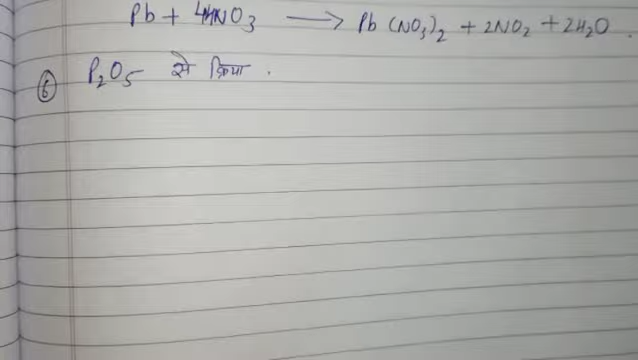 Pb + 4HNO3 ⟶ Pb (NO3)2 + 2NO2 + 2H2O .
⑥ P2O5 से क्रिया .